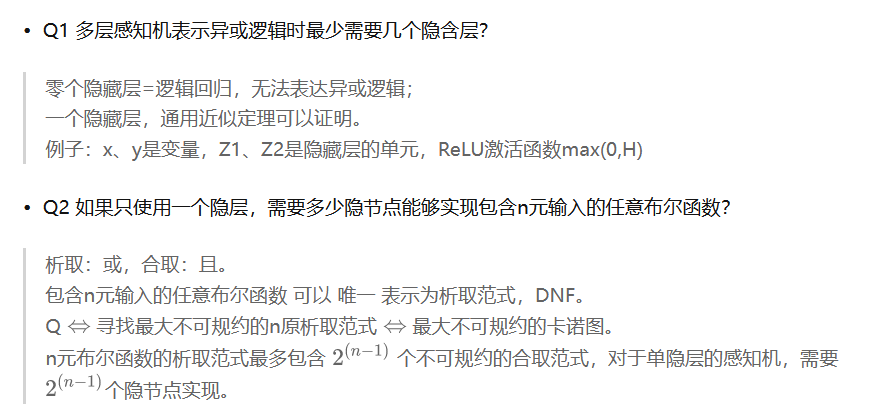 • Q1 多层感知机表示异或逻辑时最少需要几个隐含层？
零个隐藏层=逻辑回归，无法表达异或逻辑；
一个隐藏层，通用近似定理可以证明。
例子：x、y是变量，Z1、Z2是隐藏层的单元，ReLU激活函数max(0,H)
• Q2 如果只使用一个隐层，需要多少隐节点能够实现包含n元输入的任意布尔函数？
析取：或，合取：且。
包含n元输入的任意布尔函数 可以 唯一 表示为析取范式，DNF。
Q ⇔ 寻找最大不可规约的n原析取范式 ⇔ 最大不可规约的卡诺图。
n元布尔函数的析取范式最多包含 2^(n−1) 个不可规约的合取范式，对于单隐层的感知机，需要
2^(n−1)个隐节点实现。